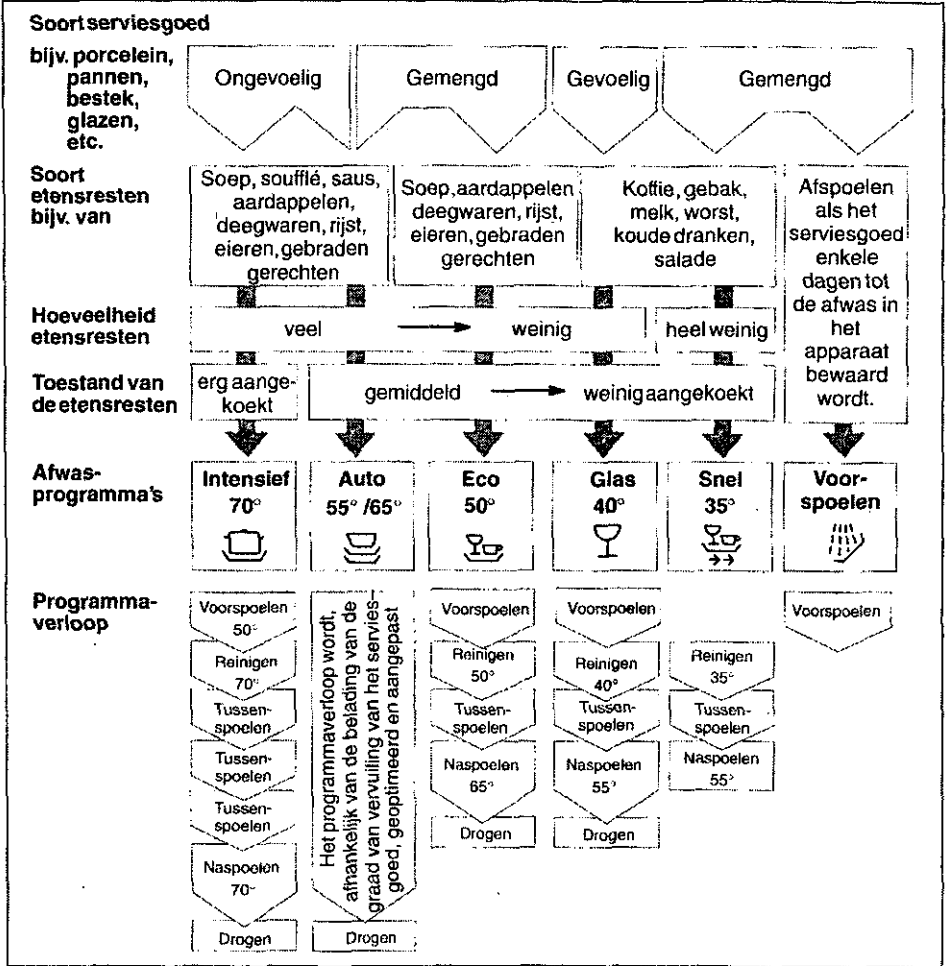 Soort serviesgoed
bijv. porcelein,
pannen,
bestek,
glazen,
etc.
Ongevoelig
Gemengd
Gevoelig
Gemengd
Soort
etensresten
bijv. van
Soep, soufflé, saus,
aardappelen,
deegwaren, rijst,
eieren, gebraden
gerechten
Soep, aardappelen
deegwaren, rijst,
eieren, gebraden
gerechten
Koffie, gebak,
melk, worst,
koude dranken,
salade
Afspoelen
als het
serviesgoed
enkele
dagen tot
de afwas in
het
apparaat
bewaard
wordt.
Hoeveelheid
etensresten
veel → weinig
heel weinig
Toestand van
de etensresten
erg aange-
koekt
gemiddeld → weinig aangekoekt
Afwas-
programma's
Intensief
70°
Auto
55° /65°
Eco
50°
Glas
40°
Snel
35°
Voor-
spoelen
Programma-
verloop
Voorspoelen
50°
Reinigen
70°
Tussen-
spoelen
Tussen-
spoelen
Tussen-
spoelen
Naspoelen
70°
Drogen
Het programmaverloop wordt,
afhankelijk van de belading van de
graad van vervuiling van het servies-
goed, geoptimeerd en aangepast
Drogen
Voorspoelen
Reinigen
50°
Tussen-
spoelen
Naspoelen
65°
Drogen
Voorspoelen
Reinigen
40°
Tussen-
spoelen
Naspoelen
55°
Drogen
Reinigen
35°
Tussen-
spoelen
Naspoelen
55°
Voorspoelen